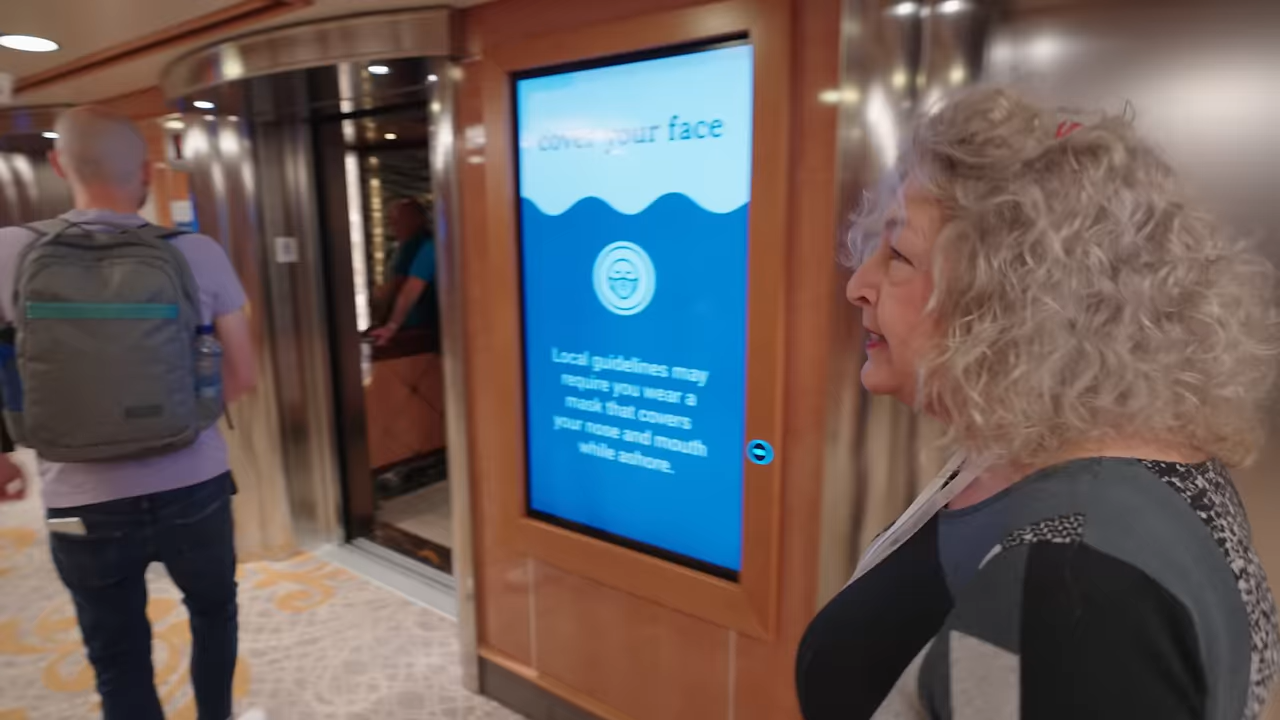 cover your face
Local guidelines may
require you wear a
mask that covers
your nose and mouth
while ashore.